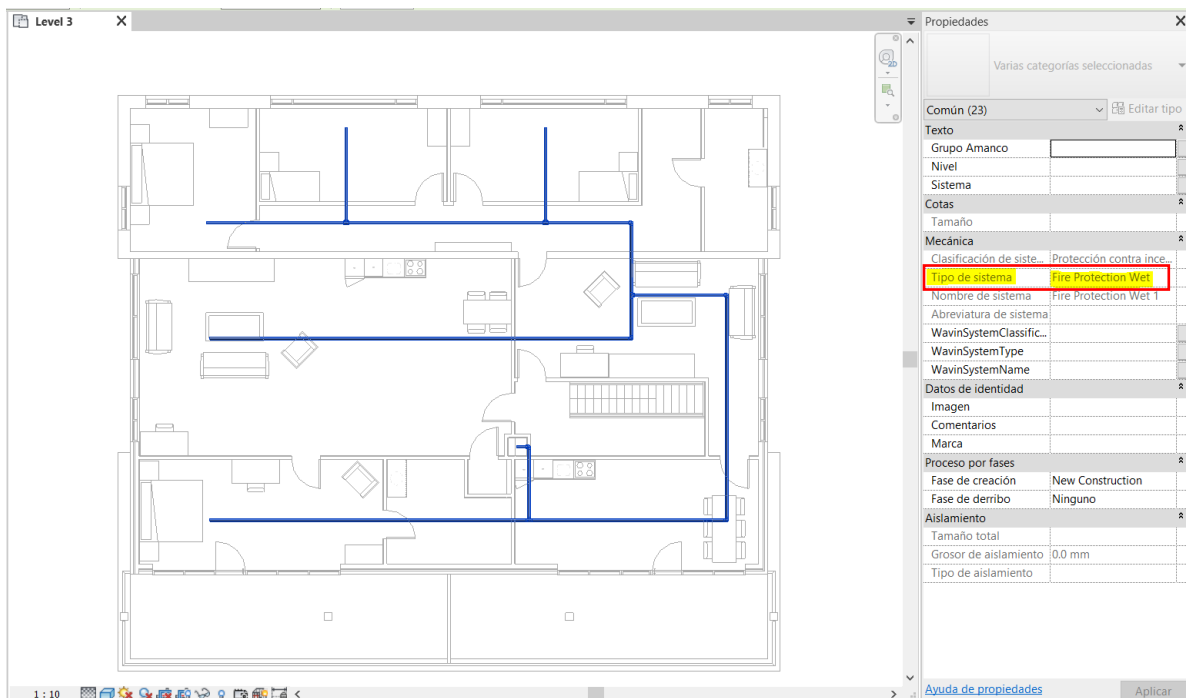 Level 3 X
Propiedades X
2D
Varias categorías seleccionadas
Común (23) Editar tipo
Texto
Grupo Amanco
Nivel
Sistema
Cotas
Tamaño
Mecánica
Clasificación de siste... Protección contra ince...
Tipo de sistema Fire Protection Wet
Nombre de sistema Fire Protection Wet 1
Abreviatura de sistema
WavinSystemClassific...
WavinSystemType
WavinSystemName
Datos de identidad
Imagen
Comentarios
Marca
Proceso por fases
Fase de creación New Construction
Fase de derribo Ninguno
Aislamiento
Tamaño total
Grosor de aislamiento 0.0 mm
Tipo de aislamiento
1 : 10
Ayuda de propiedades Aplicar